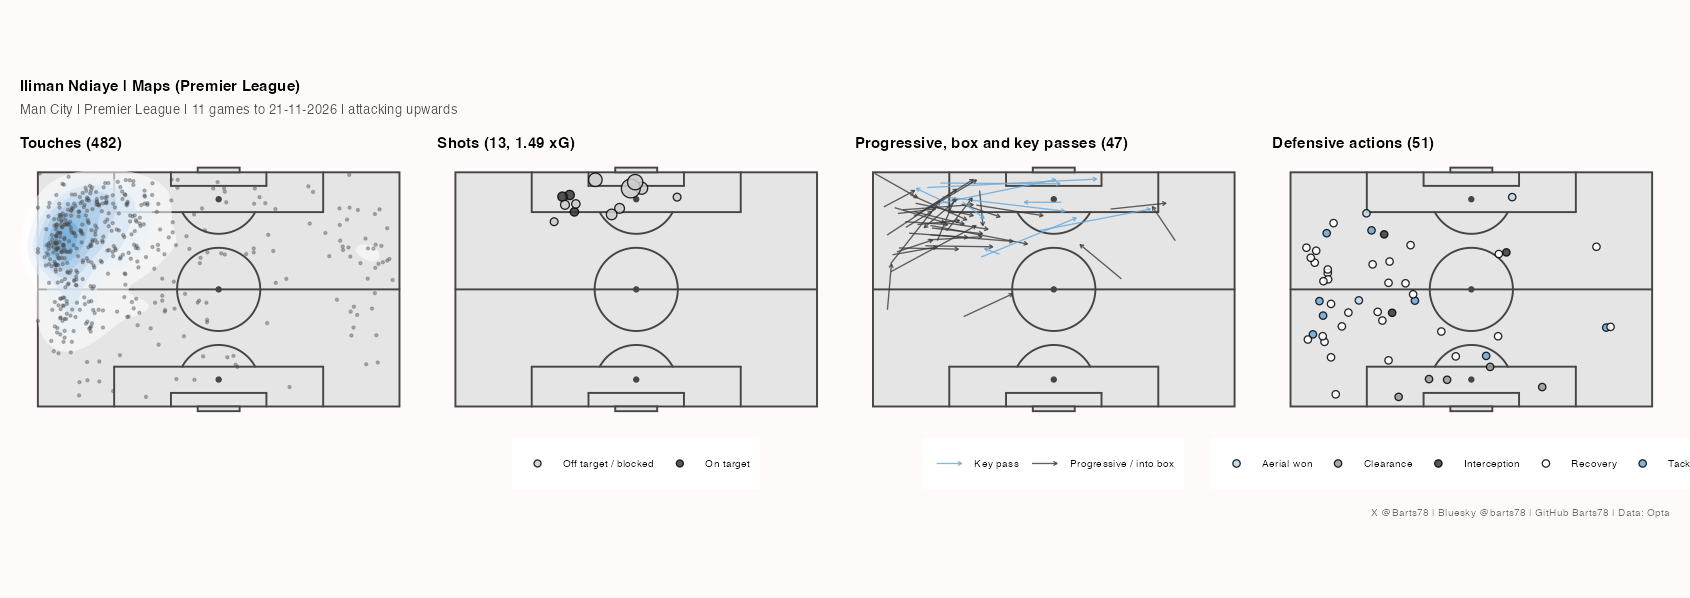 Iliman Ndiaye | Maps (Premier League)
Man City | Premier League | 11 games to 21-11-2026 | attacking upwards
Touches (482)
Shots (13, 1.49 xG)
Progressive, box and key passes (47)
Defensive actions (51)
Off target / blocked
On target
Key pass
Progressive / into box
Aerial won
Clearance
Interception
Recovery
Tack
X @Barts78 | Bluesky @barts78 | GitHub Barts78 | Data: Opta